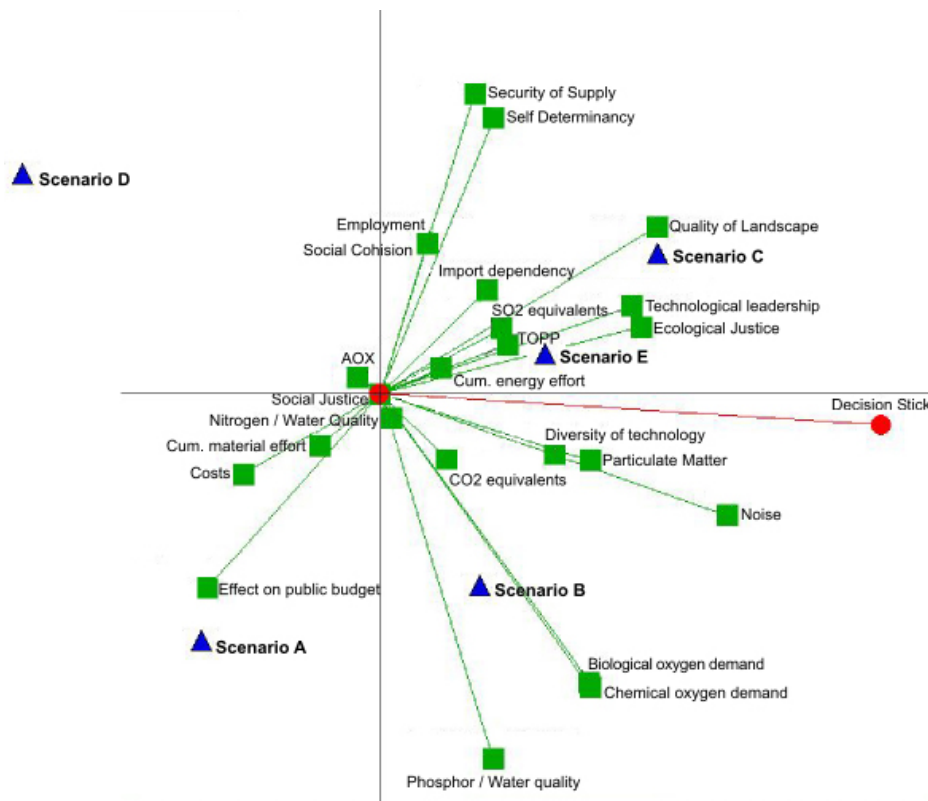 Security of Supply
Self Determinancy
Scenario D
Employment
Quality of Landscape
Social Cohision
Scenario C
Import dependency
SO2 equivalents
Technological leadership
Ecological Justice
TOPP
AOX
Scenario E
Cum. energy effort
Social Justice
Decision Stick
Nitrogen / Water Quality
Diversity of technology
Cum. material effort
Particulate Matter
Costs
CO2 equivalents
Noise
Effect on public budget
Scenario B
Scenario A
Biological oxygen demand
Chemical oxygen demand
Phosphor / Water quality